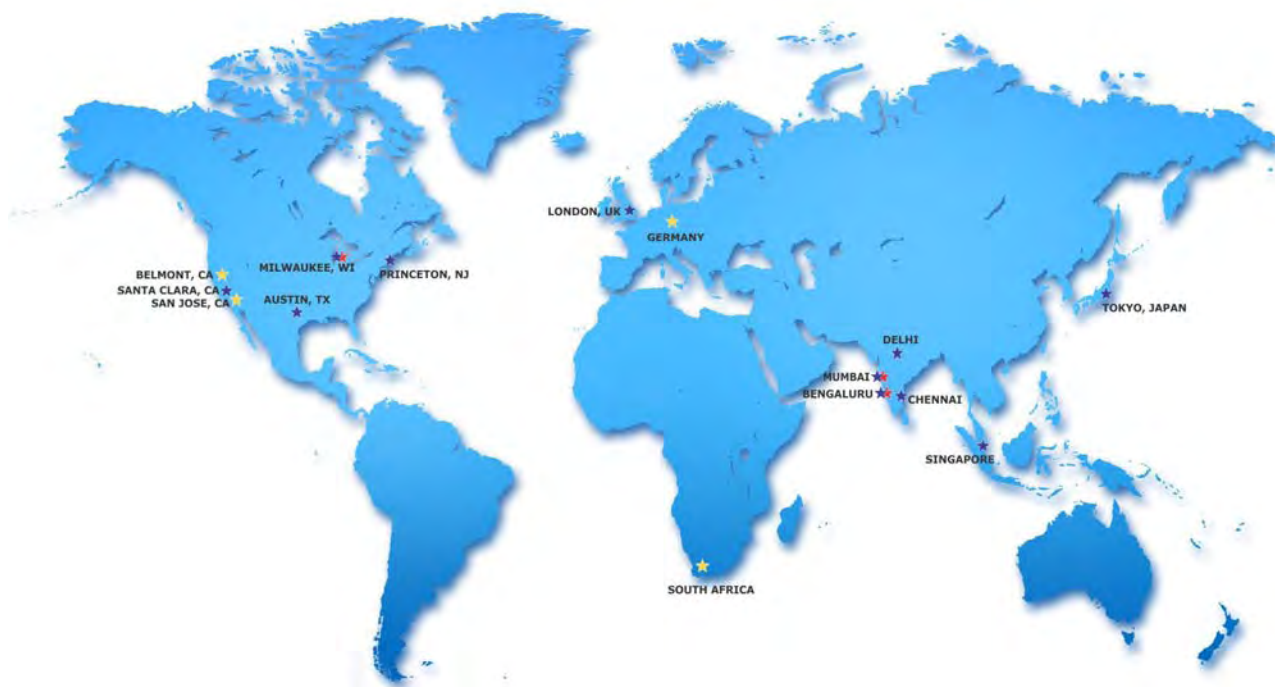 LONDON, UK
GERMANY
BELMONT, CA
MILWAUKEE, WI
PRINCETON, NJ
SANTA CLARA, CA
SAN JOSE, CA
AUSTIN, TX
TOKYO, JAPAN
DELHI
MUMBAI
BENGALURU
CHENNAI
SINGAPORE
SOUTH AFRICA